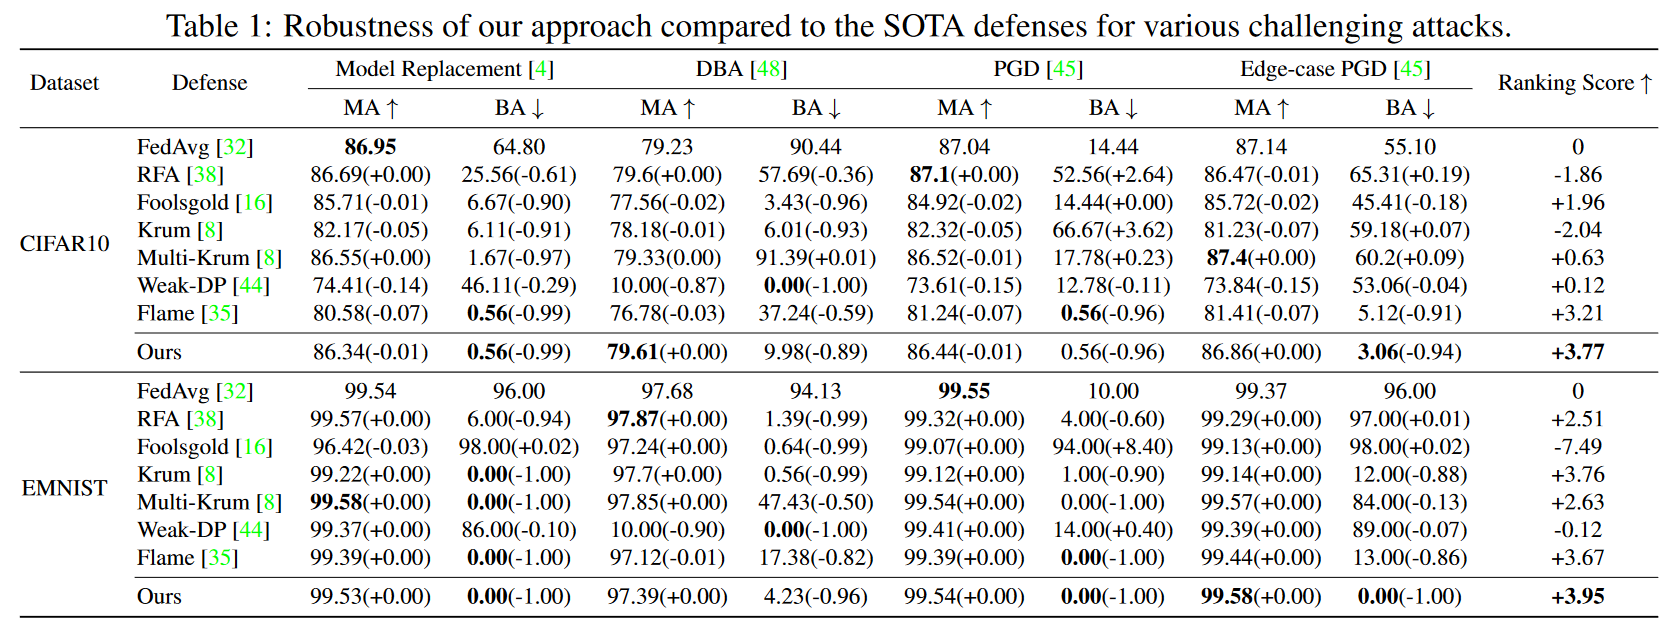 Table 1: Robustness of our approach compared to the SOTA defenses for various challenging attacks.
Dataset Defense Model Replacement [4] DBA [48] PGD [45] Edge-case PGD [45] Ranking Score ↑
MA ↑ BA ↓ MA ↑ BA ↓ MA ↑ BA ↓ MA ↑ BA ↓
CIFAR10
FedAvg [32] 86.95 64.80 79.23 90.44 87.04 14.44 87.14 55.10 0
RFA [38] 86.69(+0.00) 25.56(-0.61) 79.6(+0.00) 57.69(-0.36) 87.1(+0.00) 52.56(+2.64) 86.47(-0.01) 65.31(+0.19) -1.86
Foolsgold [16] 85.71(-0.01) 6.67(-0.90) 77.56(-0.02) 3.43(-0.96) 84.92(-0.02) 14.44(+0.00) 85.72(-0.02) 45.41(-0.18) +1.96
Krum [8] 82.17(-0.05) 6.11(-0.91) 78.18(-0.01) 6.01(-0.93) 82.32(-0.05) 66.67(+3.62) 81.23(-0.07) 59.18(+0.07) -2.04
Multi-Krum [8] 86.55(+0.00) 1.67(-0.97) 79.33(0.00) 91.39(+0.01) 86.52(-0.01) 17.78(+0.23) 87.4(+0.00) 60.2(+0.09) +0.63
Weak-DP [44] 74.41(-0.14) 46.11(-0.29) 10.00(-0.87) 0.00(-1.00) 73.61(-0.15) 12.78(-0.11) 73.84(-0.15) 53.06(-0.04) +0.12
Flame [35] 80.58(-0.07) 0.56(-0.99) 76.78(-0.03) 37.24(-0.59) 81.24(-0.07) 0.56(-0.96) 81.41(-0.07) 5.12(-0.91) +3.21
Ours 86.34(-0.01) 0.56(-0.99) 79.61(+0.00) 9.98(-0.89) 86.44(-0.01) 0.56(-0.96) 86.86(+0.00) 3.06(-0.94) +3.77
EMNIST
FedAvg [32] 99.54 96.00 97.68 94.13 99.55 10.00 99.37 96.00 0
RFA [38] 99.57(+0.00) 6.00(-0.94) 97.87(+0.00) 1.39(-0.99) 99.32(+0.00) 4.00(-0.60) 99.29(+0.00) 97.00(+0.01) +2.51
Foolsgold [16] 96.42(-0.03) 98.00(+0.02) 97.24(+0.00) 0.64(-0.99) 99.07(+0.00) 94.00(+8.40) 99.13(+0.00) 98.00(+0.02) -7.49
Krum [8] 99.22(+0.00) 0.00(-1.00) 97.7(+0.00) 0.56(-0.99) 99.12(+0.00) 1.00(-0.90) 99.14(+0.00) 12.00(-0.88) +3.76
Multi-Krum [8] 99.58(+0.00) 0.00(-1.00) 97.85(+0.00) 47.43(-0.50) 99.54(+0.00) 0.00(-1.00) 99.57(+0.00) 84.00(-0.13) +2.63
Weak-DP [44] 99.37(+0.00) 86.00(-0.10) 10.00(-0.90) 0.00(-1.00) 99.41(+0.00) 14.00(+0.40) 99.39(+0.00) 89.00(-0.07) -0.12
Flame [35] 99.39(+0.00) 0.00(-1.00) 97.12(-0.01) 17.38(-0.82) 99.39(+0.00) 0.00(-1.00) 99.44(+0.00) 13.00(-0.86) +3.67
Ours 99.53(+0.00) 0.00(-1.00) 97.39(+0.00) 4.23(-0.96) 99.54(+0.00) 0.00(-1.00) 99.58(+0.00) 0.00(-1.00) +3.95